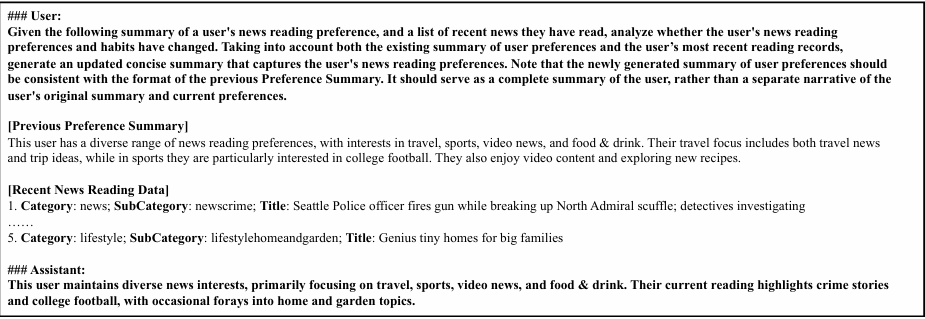 ### User:
Given the following summary of a user's news reading preference, and a list of recent news they have read, analyze whether the user's news reading
preferences and habits have changed. Taking into account both the existing summary of user preferences and the user's most recent reading records,
generate an updated concise summary that captures the user's news reading preferences. Note that the newly generated summary of user preferences should
be consistent with the format of the previous Preference Summary. It should serve as a complete summary of the user, rather than a separate narrative of the
user's original summary and current preferences.
[Previous Preference Summary]
This user has a diverse range of news reading preferences, with interests in travel, sports, video news, and food & drink. Their travel focus includes both travel news
and trip ideas, while in sports they are particularly interested in college football. They also enjoy video content and exploring new recipes.
[Recent News Reading Data]
1. Category: news; SubCategory: newscrime; Title: Seattle Police officer fires gun while breaking up North Admiral scuffle; detectives investigating
……
5. Category: lifestyle; SubCategory: lifestylehomeandgarden; Title: Genius tiny homes for big families
### Assistant:
This user maintains diverse news interests, primarily focusing on travel, sports, video news, and food & drink. Their current reading highlights crime stories
and college football, with occasional forays into home and garden topics.